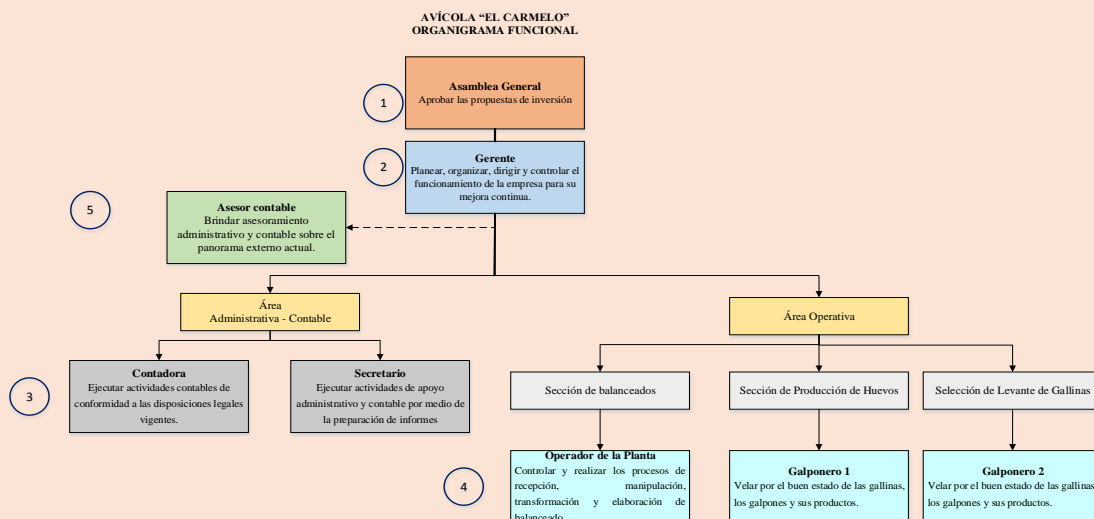 AVÍCOLA “EL CARMELO”
ORGANIGRAMA FUNCIONAL
1
Asamblea General
Aprobar las propuestas de inversión
2
Gerente
Planear, organizar, dirigir y controlar el
funcionamiento de la empresa para su
mejora continua.
5
Asesor contable
Brindar asesoramiento
administrativo y contable sobre el
panorama externo actual.
Área
Administrativa - Contable
Área Operativa
3
Contadora
Ejecutar actividades contables de
conformidad a las disposiciones legales
vigentes.
Secretario
Ejecutar actividades de apoyo
administrativo y contable por medio de
la preparación de informes
Sección de balanceados
Sección de Producción de Huevos
Selección de Levante de Gallinas
4
Operador de la Planta
Controlar y realizar los procesos de
recepción, manipulación,
transformación y elaboración de
balanceado
Galponero 1
Velar por el buen estado de las gallinas,
los galpones y sus productos.
Galponero 2
Velar por el buen estado de las gallinas
los galpones y sus productos.